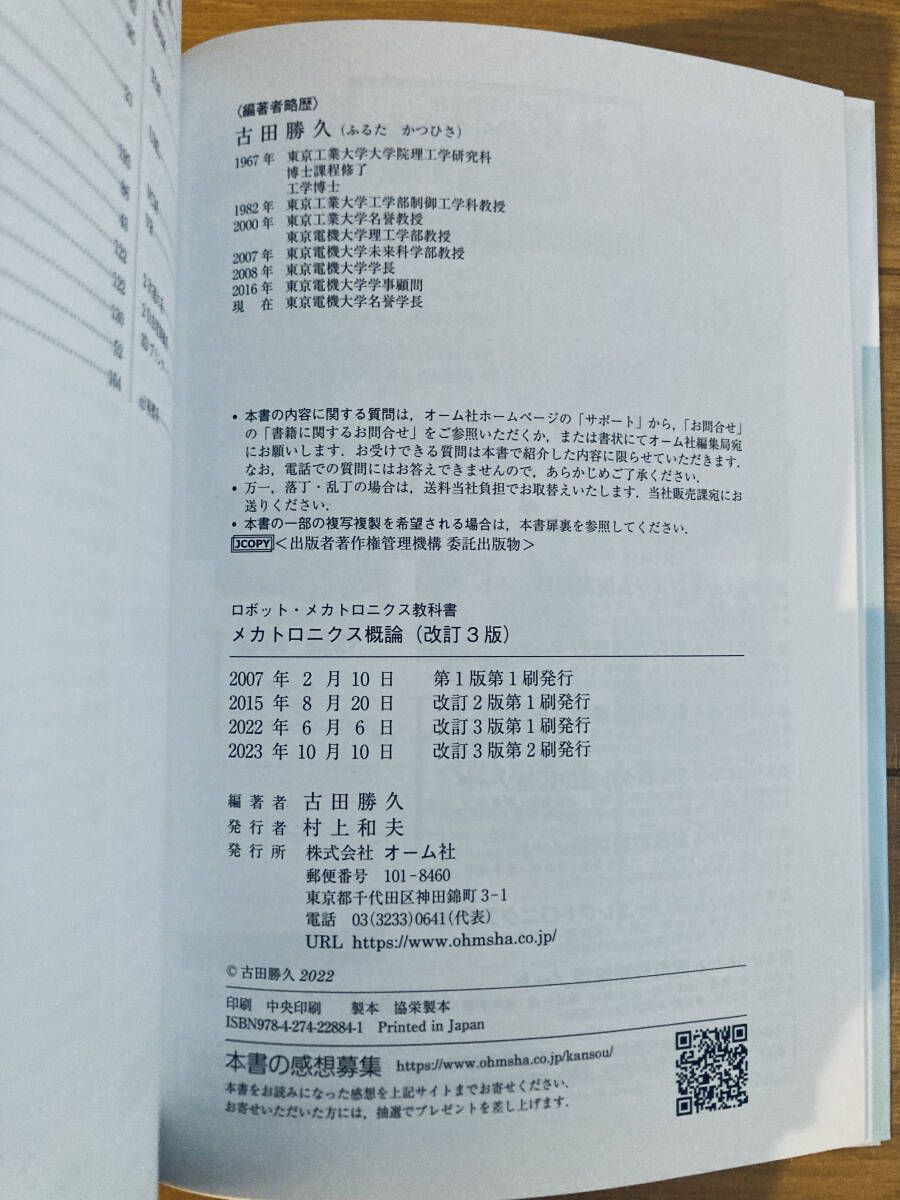 〈編著者略歴〉
古田勝久(ふるた かつひさ)
1967年 東京工業大学大学院理工学研究科
博士課程修了
工学博士
1982年 東京工業大学工学部制御工学科教授
2000年 東京工業大学名誉教授
東京電機大学理工学部教授
2007年 東京電機大学未来科学部教授
2008年 東京電機大学学長
2016年 東京電機大学学事顧問
現 在 東京電機大学名誉学長
• 本書の内容に関する質問は，オーム社ホームページの「サポート」から，「お問合せ」
の「書籍に関するお問合せ」をご参照いただくか，または書状にてオーム社編集局宛
にお願いします．お受けできる質問は本書で紹介した内容に限らせていただきます．
なお，電話での質問にはお答えできませんので，あらかじめご了承ください．
• 万一，落丁・乱丁の場合は，送料当社負担でお取替えいたします．当社販売課宛にお
送りください．
• 本書の一部の複写複製を希望される場合は，本書扉裏を参照してください．
JCOPY＜出版者著作権管理機構 委託出版物＞
ロボット・メカトロニクス教科書
メカトロニクス概論（改訂3版）
2007 年 2 月 10 日 第1版第1刷発行
2015 年 8 月 20 日 改訂2版第1刷発行
2022 年 6 月 6 日 改訂3版第1刷発行
2023 年 10 月 10 日 改訂3版第2刷発行
編著者 古田勝久
発行者 村上和夫
発行所 株式会社 オーム社
郵便番号 101-8460
東京都千代田区神田錦町3-1
電話 03(3233)0641(代表)
URL https://www.ohmsha.co.jp/
© 古田勝久 2022
印刷 中央印刷 製本 協栄製本
ISBN978-4-274-22884-1 Printed in Japan
本書の感想募集 https://www.ohmsha.co.jp/kansou/
本書をお読みになった感想を上記サイトまでお寄せください．
お寄せいただいた方には，抽選でプレゼントを差し上げます．